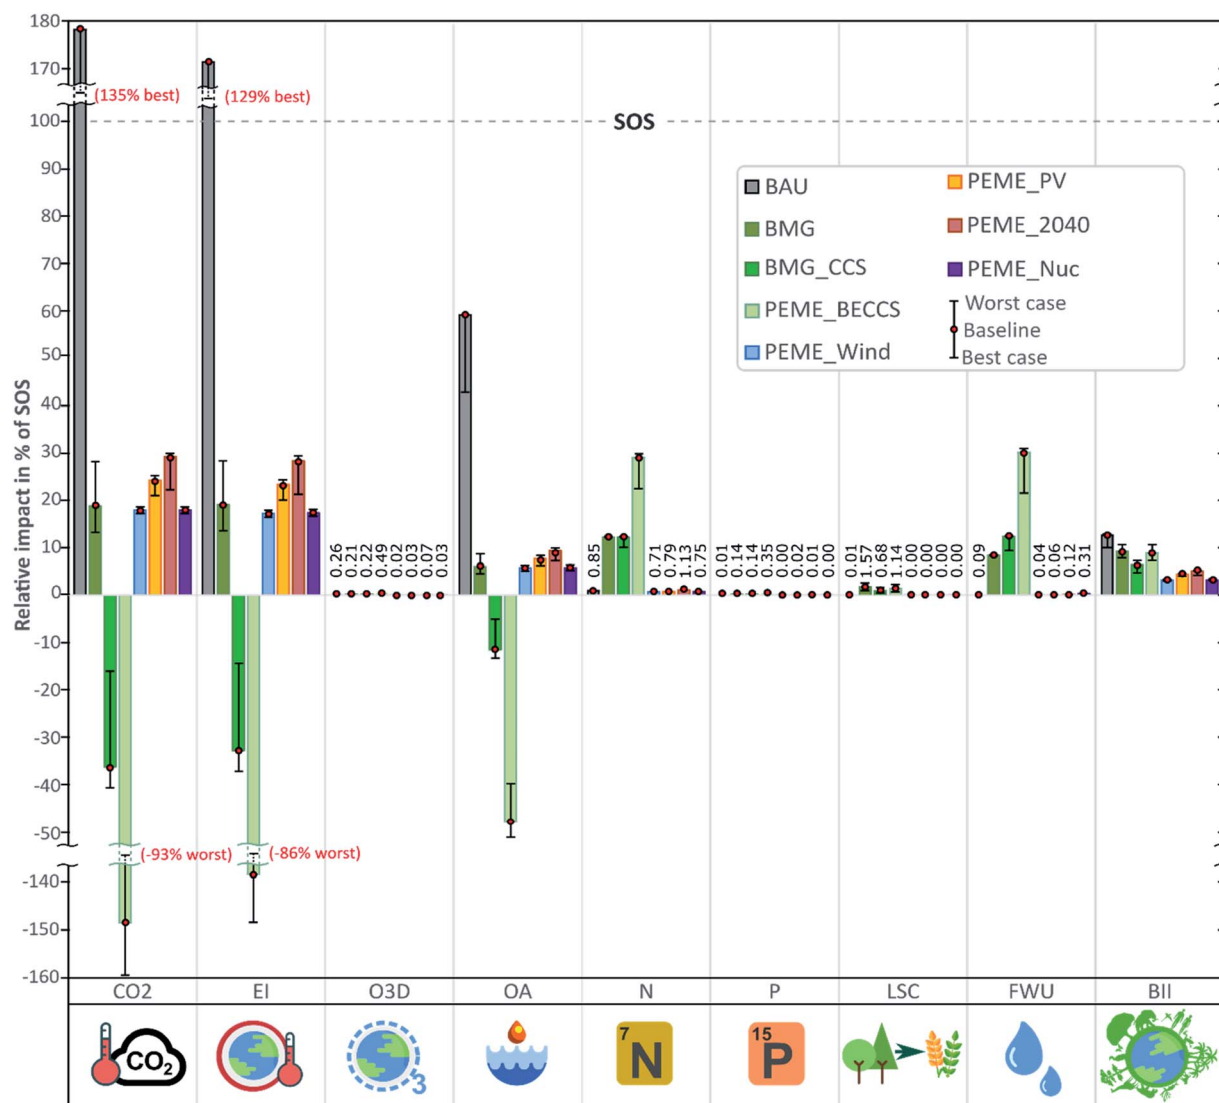 Relative impact in % of SOS
180
170
100
90
80
70
60
50
40
30
20
10
0
-10
-20
-30
-40
-50
-140
-150
-160
(135% best)
(129% best)
SOS
BAU
BMG
BMG_CCS
PEME_BECCS
PEME_Wind
PEME_PV
PEME_2040
PEME_Nuc
Worst case
Baseline
Best case
0.26
0.21
0.22
0.49
0.02
0.03
0.07
0.03
0.85
0.71
0.79
1.13
0.75
0.01
0.14
0.14
0.35
0.00
0.02
0.01
0.00
0.01
1.57
0.68
1.14
0.00
0.00
0.00
0.00
0.09
0.04
0.06
0.12
0.31
(-93% worst)
(-86% worst)
CO2
EI
O3D
OA
N
P
LSC
FWU
BII
CO2
3
7
N
15
P